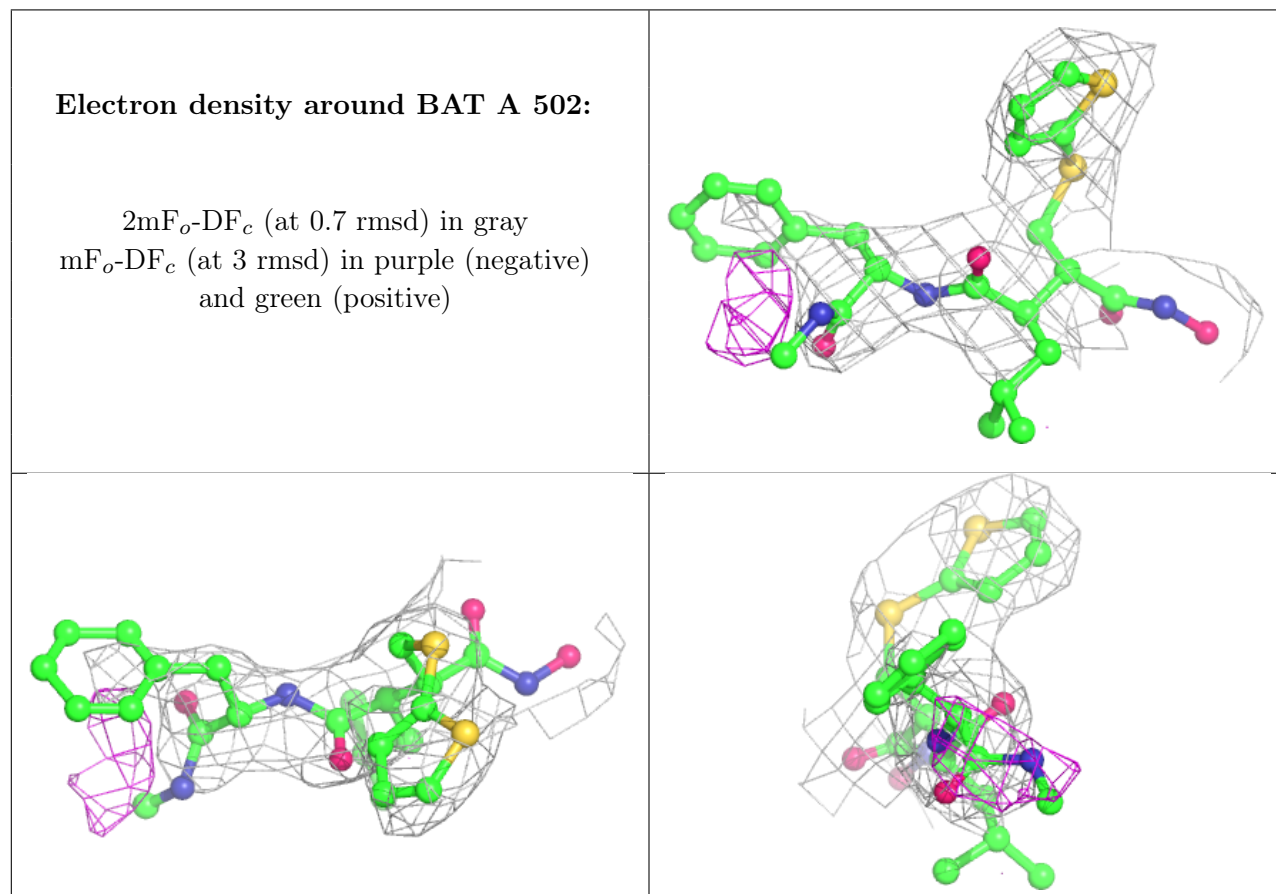 Electron density around BAT A 502:
2mFo-DFc (at 0.7 rmsd) in gray
mFo-DFc (at 3 rmsd) in purple (negative)
and green (positive)